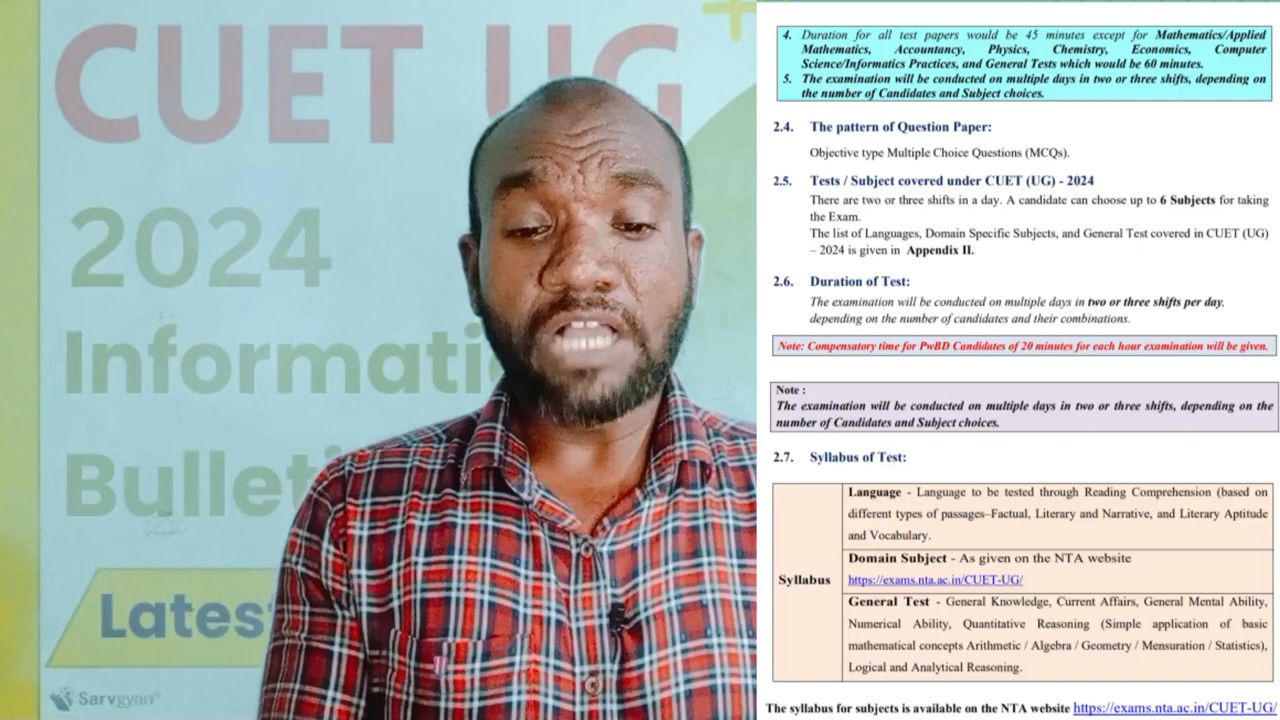 CUET UG
2024
Informati
Bulleti
Lates
Sarvgyan
4. Duration for all test papers would be 45 minutes except for Mathematics/Applied
Mathematics, Accountancy, Physics, Chemistry, Economics, Computer
Science/Informatics Practices, and General Tests which would be 60 minutes.
5. The examination will be conducted on multiple days in two or three shifts, depending on
the number of Candidates and Subject choices.
2.4. The pattern of Question Paper:
Objective type Multiple Choice Questions (MCQs).
2.5. Tests / Subject covered under CUET (UG) - 2024
There are two or three shifts in a day. A candidate can choose up to 6 Subjects for taking
the Exam.
The list of Languages, Domain Specific Subjects, and General Test covered in CUET (UG)
– 2024 is given in Appendix II.
2.6. Duration of Test:
The examination will be conducted on multiple days in two or three shifts per day,
depending on the number of candidates and their combinations.
Note: Compensatory time for PwBD Candidates of 20 minutes for each hour examination will be given.
Note :
The examination will be conducted on multiple days in two or three shifts, depending on the
number of Candidates and Subject choices.
2.7. Syllabus of Test:
Syllabus
Language - Language to be tested through Reading Comprehension (based on
different types of passages–Factual, Literary and Narrative, and Literary Aptitude
and Vocabulary.
Domain Subject - As given on the NTA website
https://exams.nta.ac.in/CUET-UG/
General Test - General Knowledge, Current Affairs, General Mental Ability,
Numerical Ability, Quantitative Reasoning (Simple application of basic
mathematical concepts Arithmetic / Algebra / Geometry / Mensuration / Statistics),
Logical and Analytical Reasoning.
The syllabus for subjects is available on the NTA website https://exams.nta.ac.in/CUET-UG/